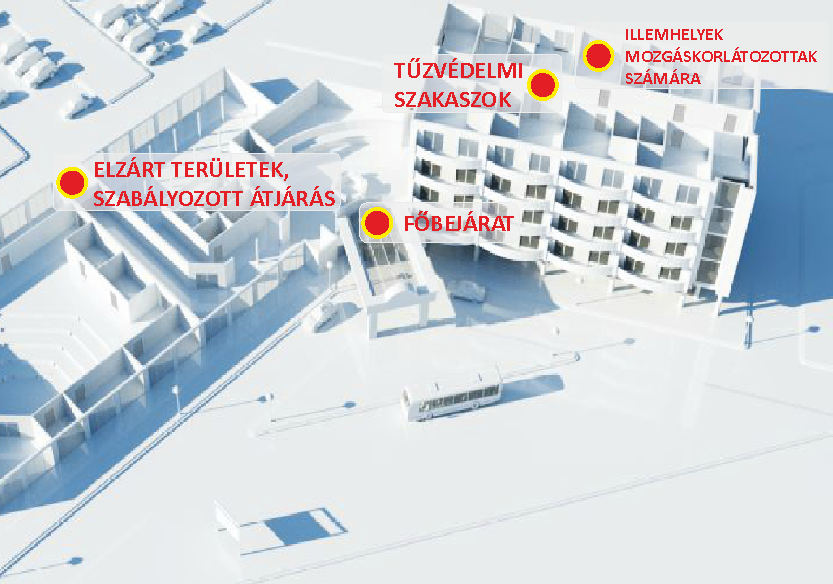 ILLEMHELYEK
MOZGÁSKORLÁTOZOTTAK
SZÁMÁRA
TŰZVÉDELMI
SZAKASZOK
ELZÁRT TERÜLETEK,
SZABÁLYOZOTT ÁTJÁRÁS
FŐBEJÁRAT